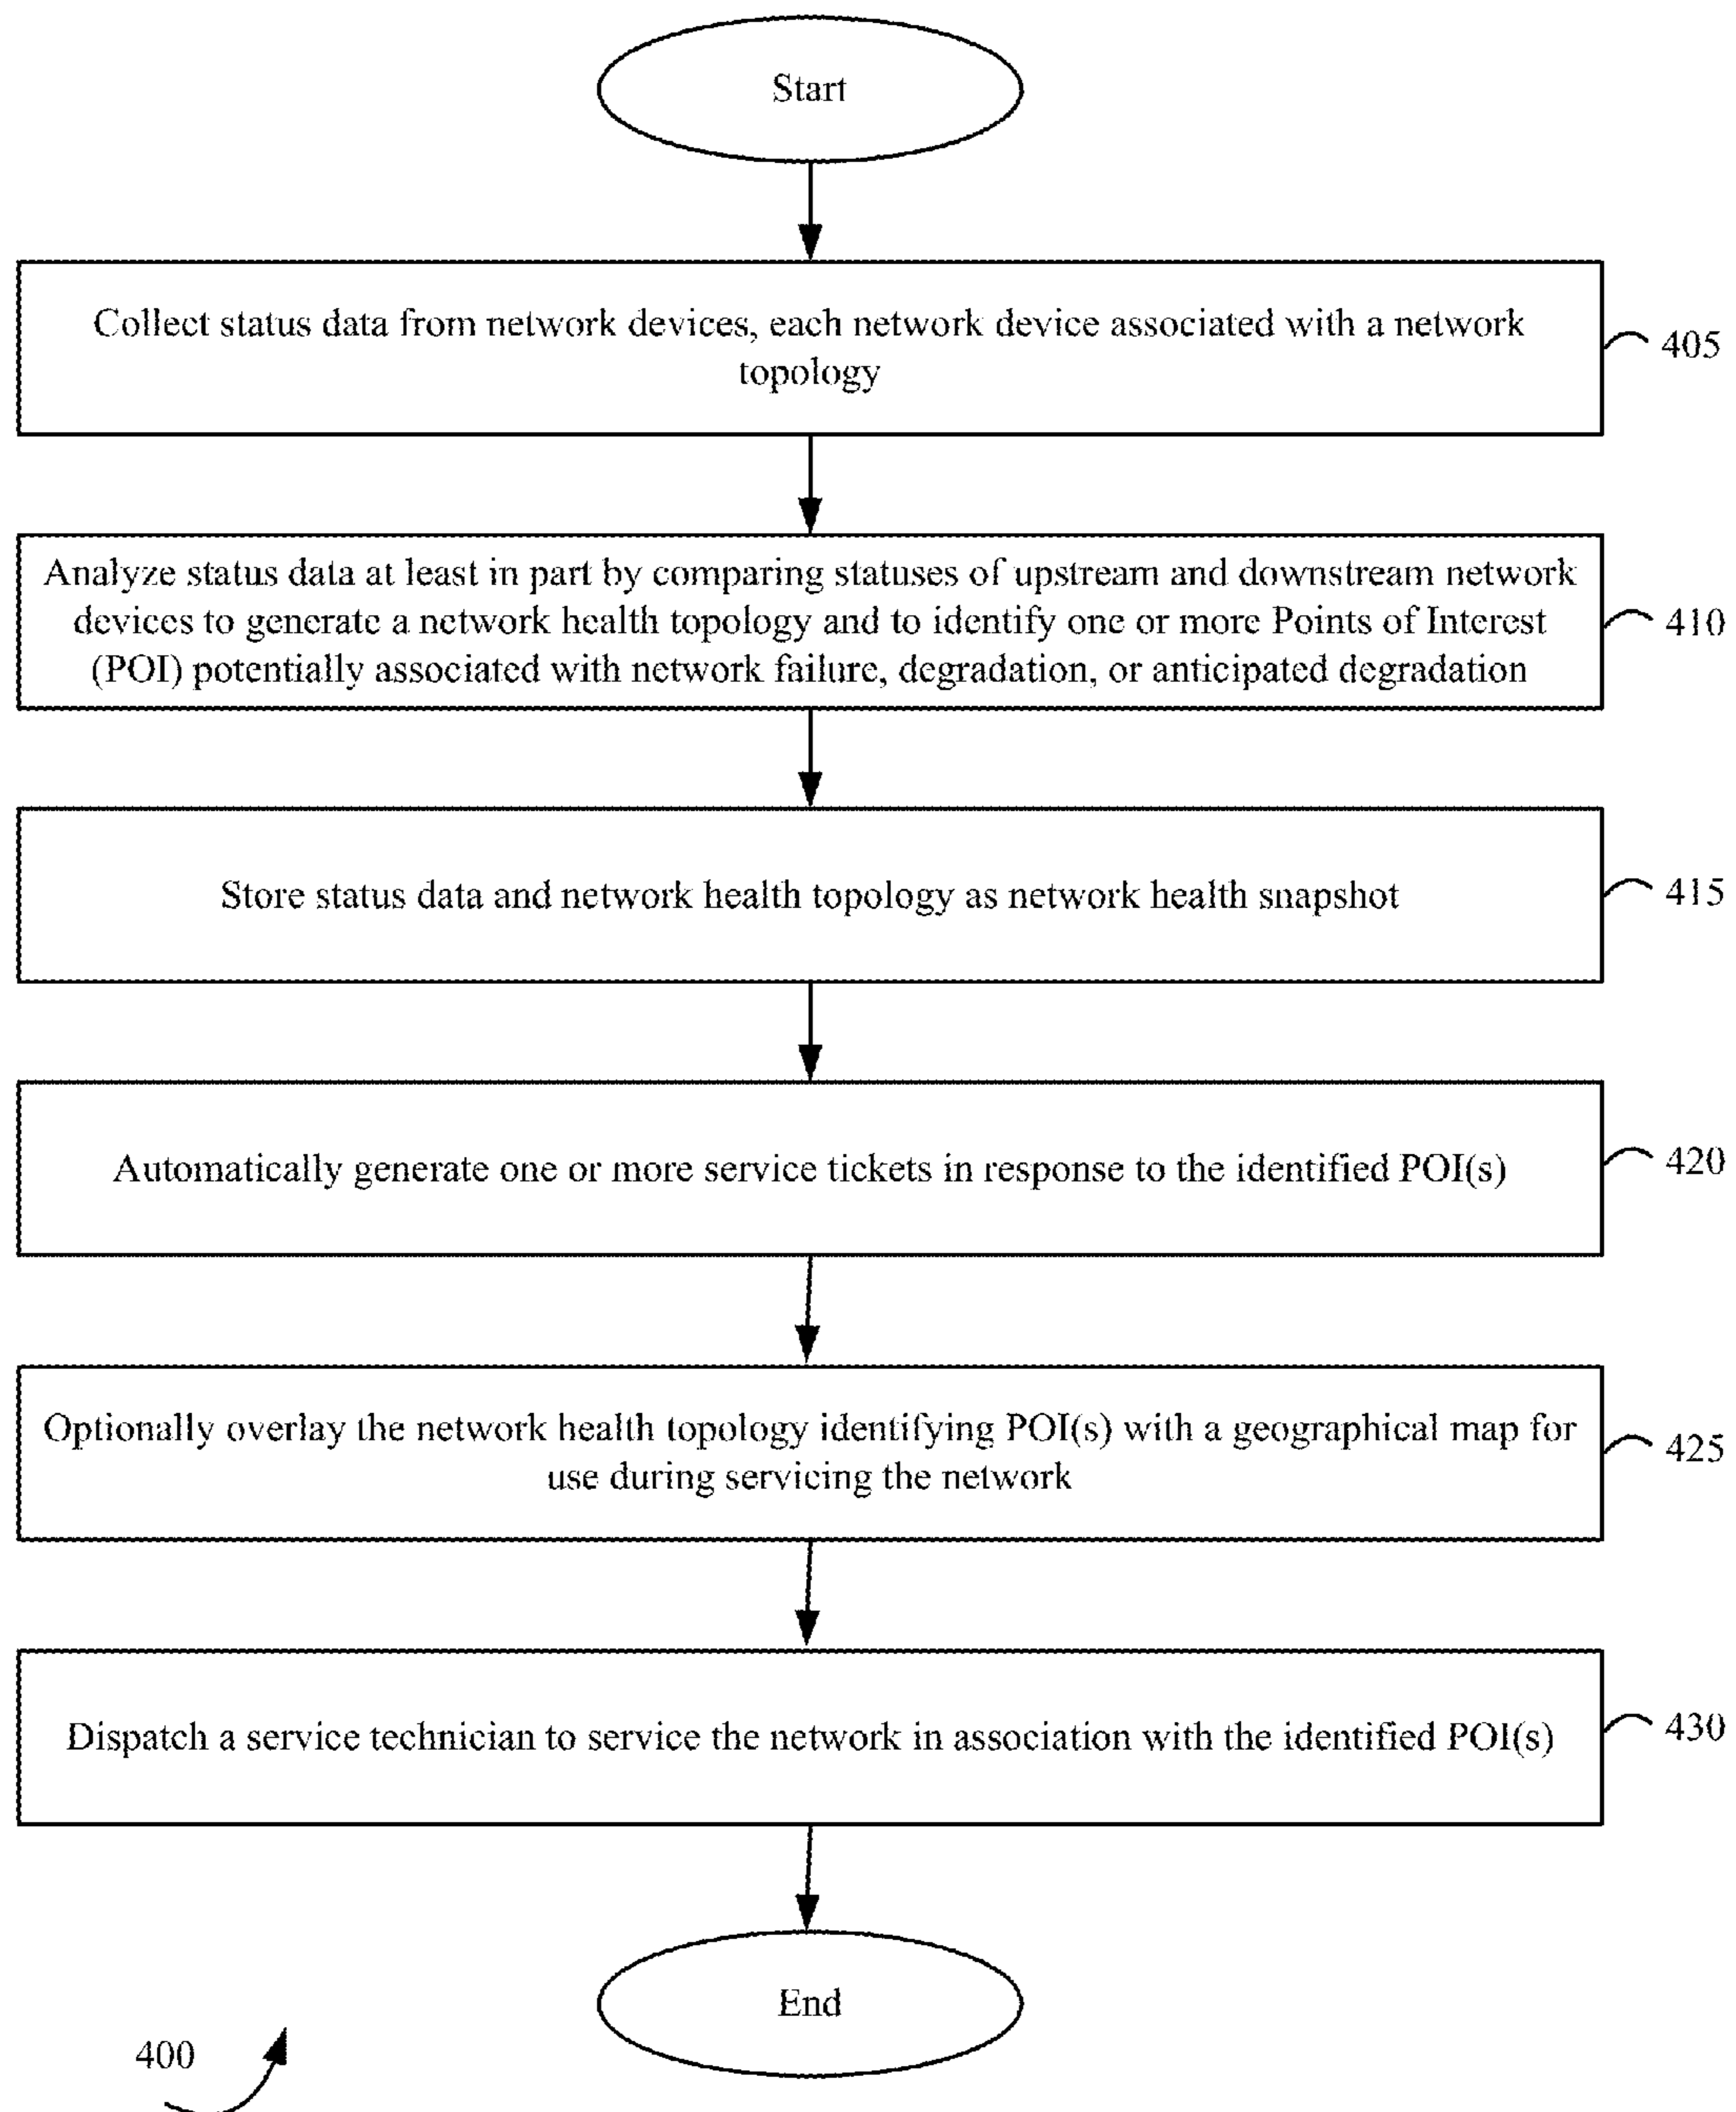 Start
Collect status data from network devices, each network device associated with a network
topology
405
Analyze status data at least in part by comparing statuses of upstream and downstream network
devices to generate a network health topology and to identify one or more Points of Interest
(POI) potentially associated with network failure, degradation, or anticipated degradation
410
Store status data and network health topology as network health snapshot
415
Automatically generate one or more service tickets in response to the identified POI(s)
420
Optionally overlay the network health topology identifying POI(s) with a geographical map for
use during servicing the network
425
Dispatch a service technician to service the network in association with the identified POI(s)
430
End
400